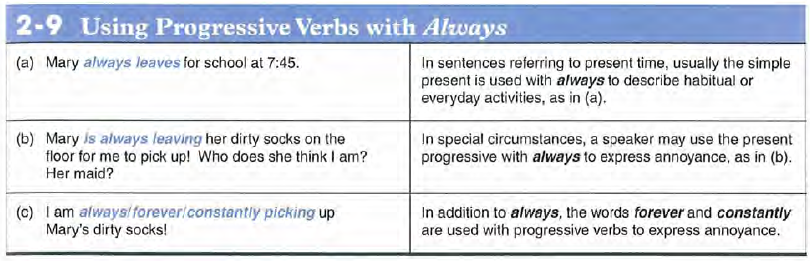 2-9 Using Progressive Verbs with Always
(a) Mary always leaves for school at 7:45.
In sentences referring to present time, usually the simple
present is used with always to describe habitual or
everyday activities, as in (a).
(b) Mary is always leaving her dirty socks on the
floor for me to pick up! Who does she think I am?
Her maid?
In special circumstances, a speaker may use the present
progressive with always to express annoyance, as in (b).
(c) I am always/forever/constantly picking up
Mary's dirty socks!
In addition to always, the words forever and constantly
are used with progressive verbs to express annoyance.